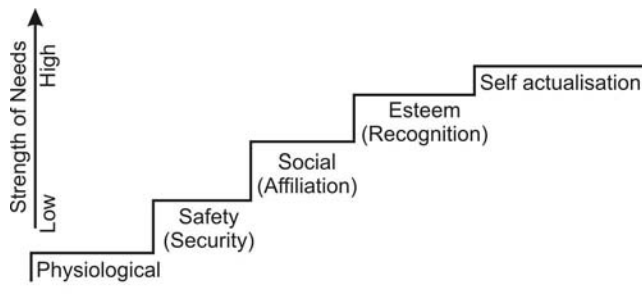 Strength of Needs
High
Low
Self actualisation
Esteem
(Recognition)
Social
(Affiliation)
Safety
(Security)
Physiological